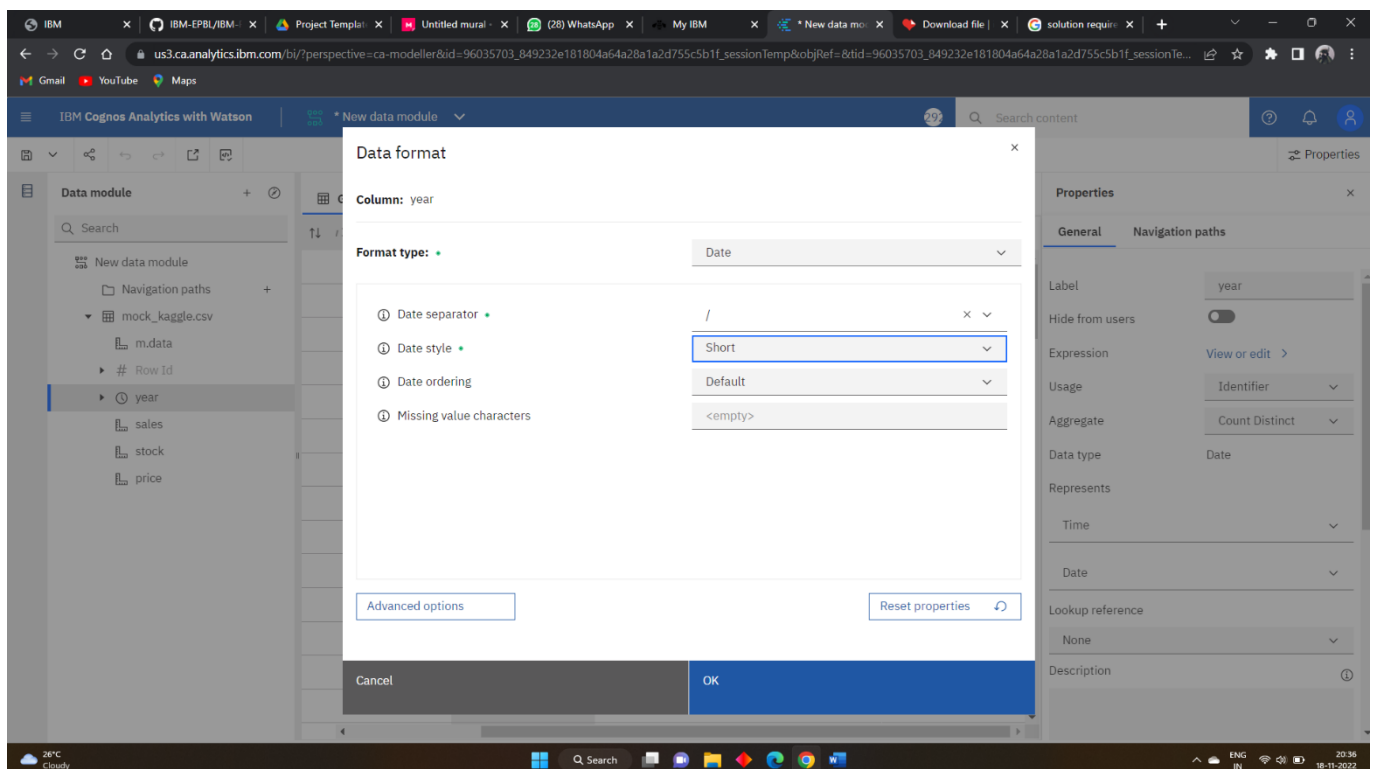 IBM
IBM-EPBL/IBM-
Project Templat
Untitled mural -
(28) WhatsApp
My IBM
* New data mo
Download file |
solution require
us3.ca.analytics.ibm.com/bi/?perspective=ca-modeller&id=96035703_849232e181804a64a28a1a2d755c5b1f_sessionTemp&objRef=&tid=96035703_849232e181804a64a28a1a2d755c5b1f_sessionTe...
Gmail YouTube Maps
IBM Cognos Analytics with Watson
* New data module
292
Search content
Properties
Data module
Search
New data module
Navigation paths
mock_kaggle.csv
m.data
# Row Id
year
sales
stock
price
Data format
Column: year
Format type:
Date
Date separator
/
Date style
Short
Date ordering
Default
Missing value characters
<empty>
Advanced options
Reset properties
Cancel
OK
Properties
General Navigation paths
Label
year
Hide from users
Expression
View or edit
Usage
Identifier
Aggregate
Count Distinct
Data type
Date
Represents
Time
Date
Lookup reference
None
Description
26°C
Cloudy
Search
ENG
IN
20:36
18-11-2022